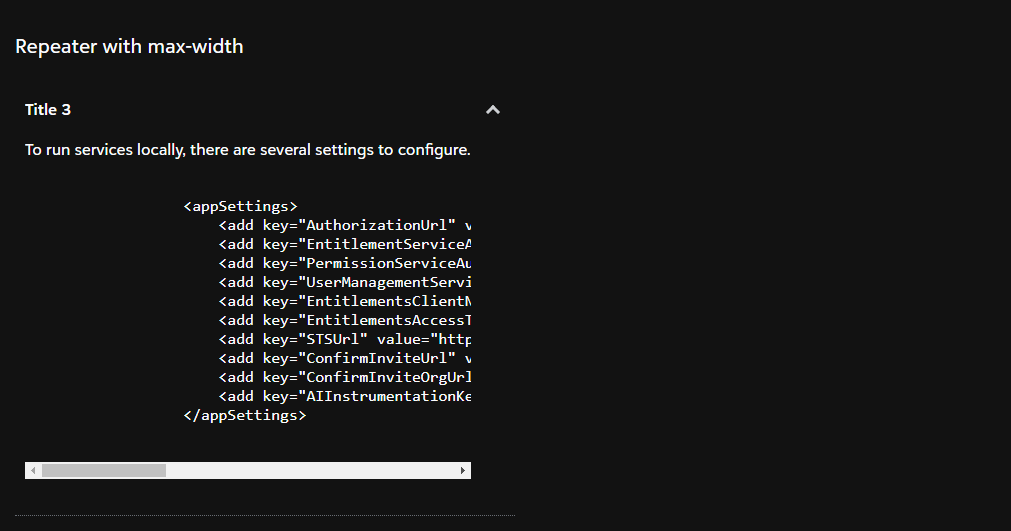 Repeater with max-width
Title 3
To run services locally, there are several settings to configure.
<appSettings>
<add key="AuthorizationUrl" v
<add key="EntitlementServiceA
<add key="PermissionServiceAu
<add key="UserManagementServi
<add key="EntitlementsClientN
<add key="EntitlementsAccessT
<add key="STSUrl" value="http
<add key="ConfirmInviteUrl" v
<add key="ConfirmInviteOrgUrl
<add key="AIInstrumentationKe
</appSettings>